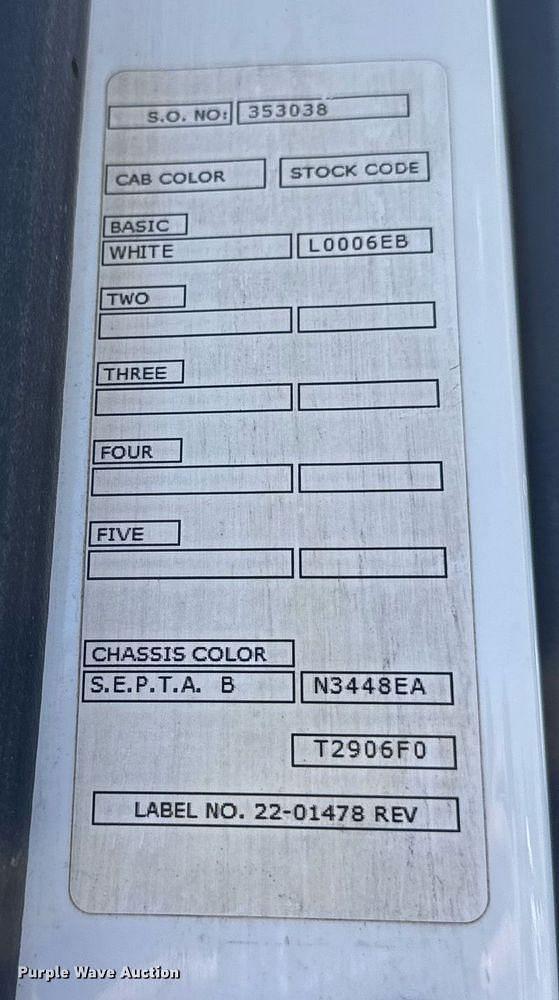 S.O. NO: 353038
CAB COLOR STOCK CODE
BASIC
WHITE L0006EB
TWO
THREE
FOUR
FIVE
CHASSIS COLOR
S.E.P.T.A. B N3448EA
T2906F0
LABEL NO. 22-01478 REV
Purple Wave Auction